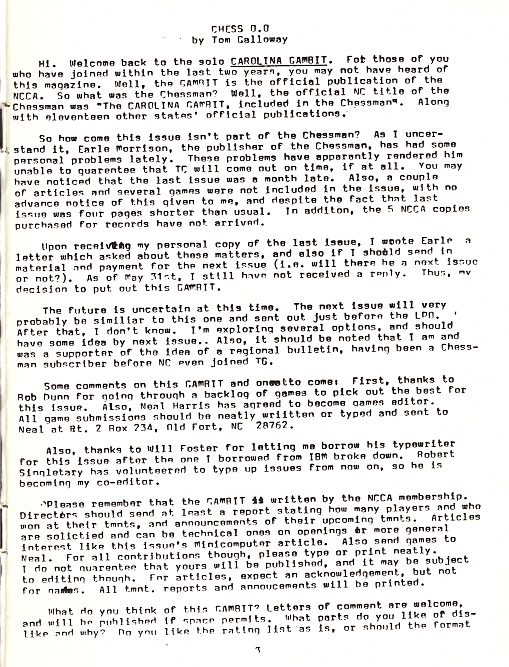 CHESS 0.0
by Tom Galloway
Hi. Welcome back to the solo CAROLINA GAMBIT. Fot those of you
who have joined within the last two years, you may not have heard of
this magazine. Well, the GAMBIT is the official publication of the
NCCA. So what was the Chessman? Well, the official NC title of the
Chessman was "The CAROLINA GAMBIT, included in the Chessman". Along
with eleventeen other states' official publications.
So how come this issue isn't part of the Chessman? As I uncer-
stand it, Earle Morrison, the publisher of the Chessman, has had some
personal problems lately. These problems have apparantly rendered him
unable to quarentee that TC will come out on time, if at all. You may
have noticed that the last issue was a month late. Also, a couple
of articles and several games were not included in the issue, with no
advance notice of this given to me, and despite the fact that last
issue was four pages shorter than usual. In additon, the 5 NCCA copies
purchased for records have not arrived.
Upon receiving my personal copy of the last issue, I wrote Earle a
letter which asked about these matters, and also if I should send in
material and payment for the next issue (i.e. will there be a next issue
or not?). As of May 31st, I still have not received a reply. Thus, my
decision to put out this GAMBIT.
The future is uncertain at this time. The next issue will very
probably be similiar to this one and sent out just before the LPO.
After that, I don't know. I'm exploring several options, and should
have some idea by next issue.. Also, it should be noted that I am and
was a supporter of the idea of a regional bulletin, having been a Chess-
man subscriber before NC even joined TC.
Some comments on this GAMBIT and one to come: First, thanks to
Rob Dunn for going through a backlog of games to pick out the best for
this issue. Also, Neal Harris has agreed to become games editor.
All game submissions should be neatly wriitten or typed and sent to
Neal at Rt. 2 Box 234, Old Fort, NC 28762.
Also, thanks to Will Foster for letting me borrow his typewriter
for this issue after the one I borrowed from IBM broke down. Robert
Singletary has volunteered to type up issues from now on, so he is
becoming my co-editor.
Please remember that the GAMBIT is written by the NCCA membership.
Directors should send at least a report stating how many players and who
won at their tmnts, and announcements of their upcoming tmnts. Articles
are solictied and can be technical ones on openings or more general
interest like this issue's Minicomputer article. Also send games to
Neal. For all contributions though, please type or print neatly.
I do not quarentee that yours will be published, and it may be subject
to editing though. For articles, expect an acknowledgement, but not
for games. All tmnt. reports and annoucements will be printed.
What do you think of this GAMBIT? Letters of comment are welcome,
and will be published if space permits. What parts do you like of dis-
like and why? Do you like the rating list as is, or should the format
3